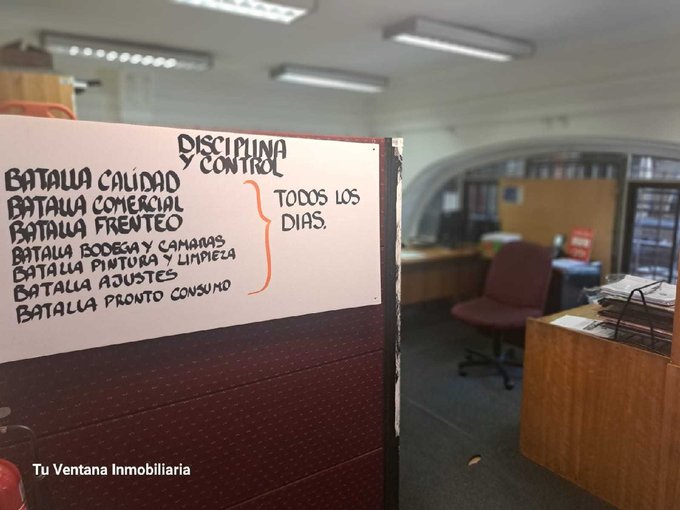 DISCIPLINA
Y CONTROL
BATALLA CALIDAD
BATALLA COMERCIAL
BATALLA FRENTEO
BATALLA BODEGA Y CAMARAS
BATALLA PINTURA Y LIMPIEZA
BATALLA AJUSTES
BATALLA PRONTO CONSUMO
TODOS LOS
DIAS.
Tu Ventana Inmobiliaria